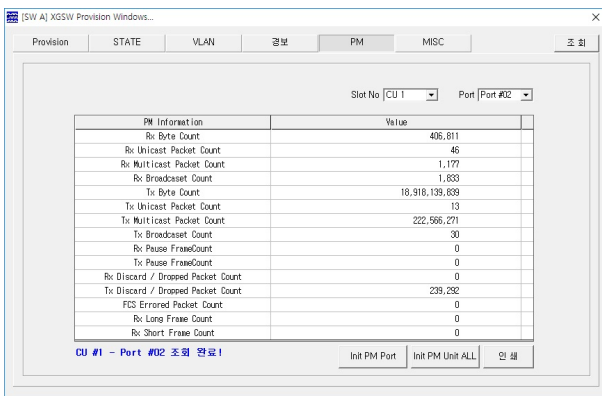 [SW A] XGSW Provision Windows...
Provision STATE VLAN 경보 PM MISC 조 회
Slot No CU 1 Port Port #02
PM Information Value
Rx Byte Count 406,811
Rx Unicast Packet Count 46
Rx Multicast Packet Count 1,177
Rx Broadcaset Count 1,833
Tx Byte Count 18,918,139,839
Tx Unicast Packet Count 13
Tx Multicast Packet Count 222,566,271
Tx Broadcaset Count 30
Rx Pause FrameCount 0
Tx Pause FrameCount 0
Rx Discard / Dropped Packet Count 0
Tx Discard / Dropped Packet Count 239,292
FCS Errored Packet Count 0
Rx Long Frame Count 0
Rx Short Frame Count 0
CU #1 - Port #02 조회 완료! Init PM Port Init PM Unit ALL 인 쇄